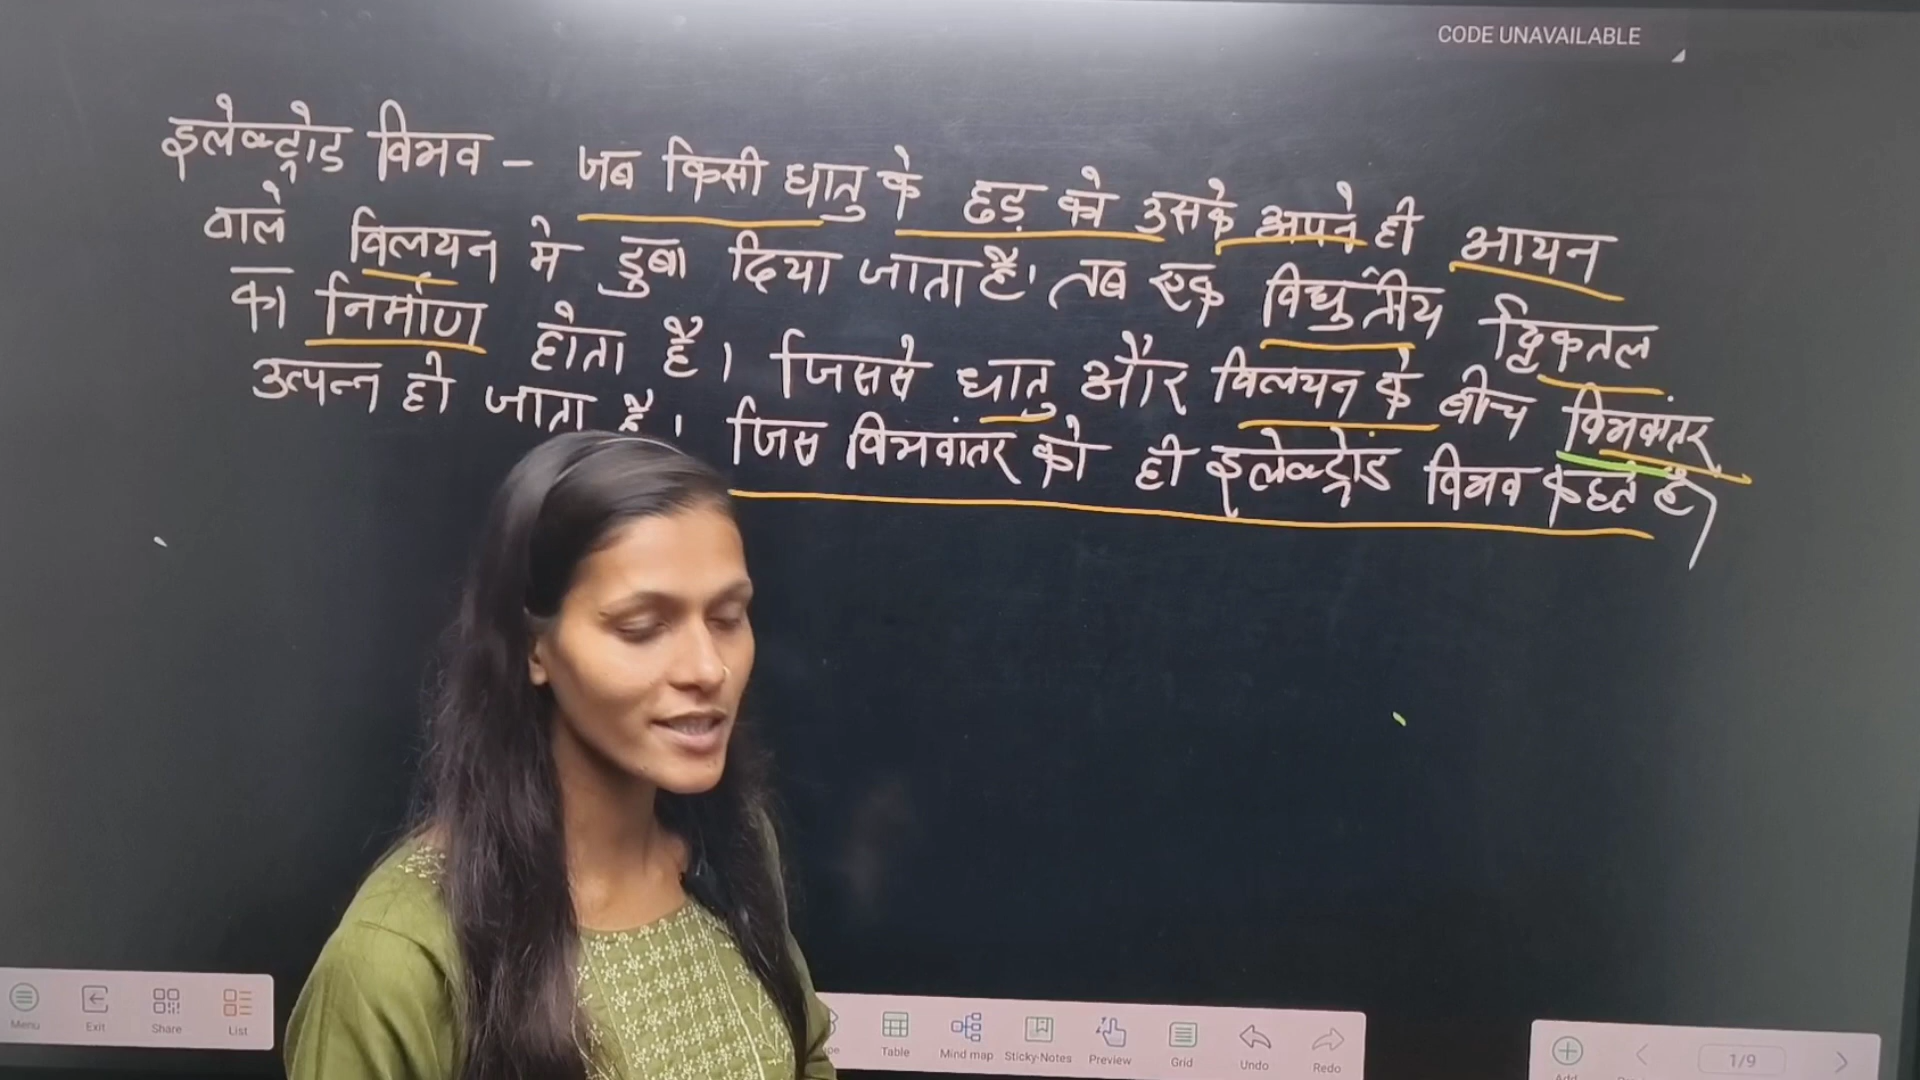 CODE UNAVAILABLE
इलेक्ट्रोड विभव - जब किसी धातु के छड़ को उसके अपने ही आयन
वाले विलयन मे डुबा दिया जाता है। तब एक विद्युतीय द्विकतल
का निर्माण होता है। जिससे धातु और विलयन के बीच विभवांतर
उत्पन्न हो जाता है। जिस विभवांतर को ही इलेक्ट्रोड विभव कहते है
Menu Exit Share List Table Mind map Sticky-Notes Preview Grid Undo Redo Add 1/9